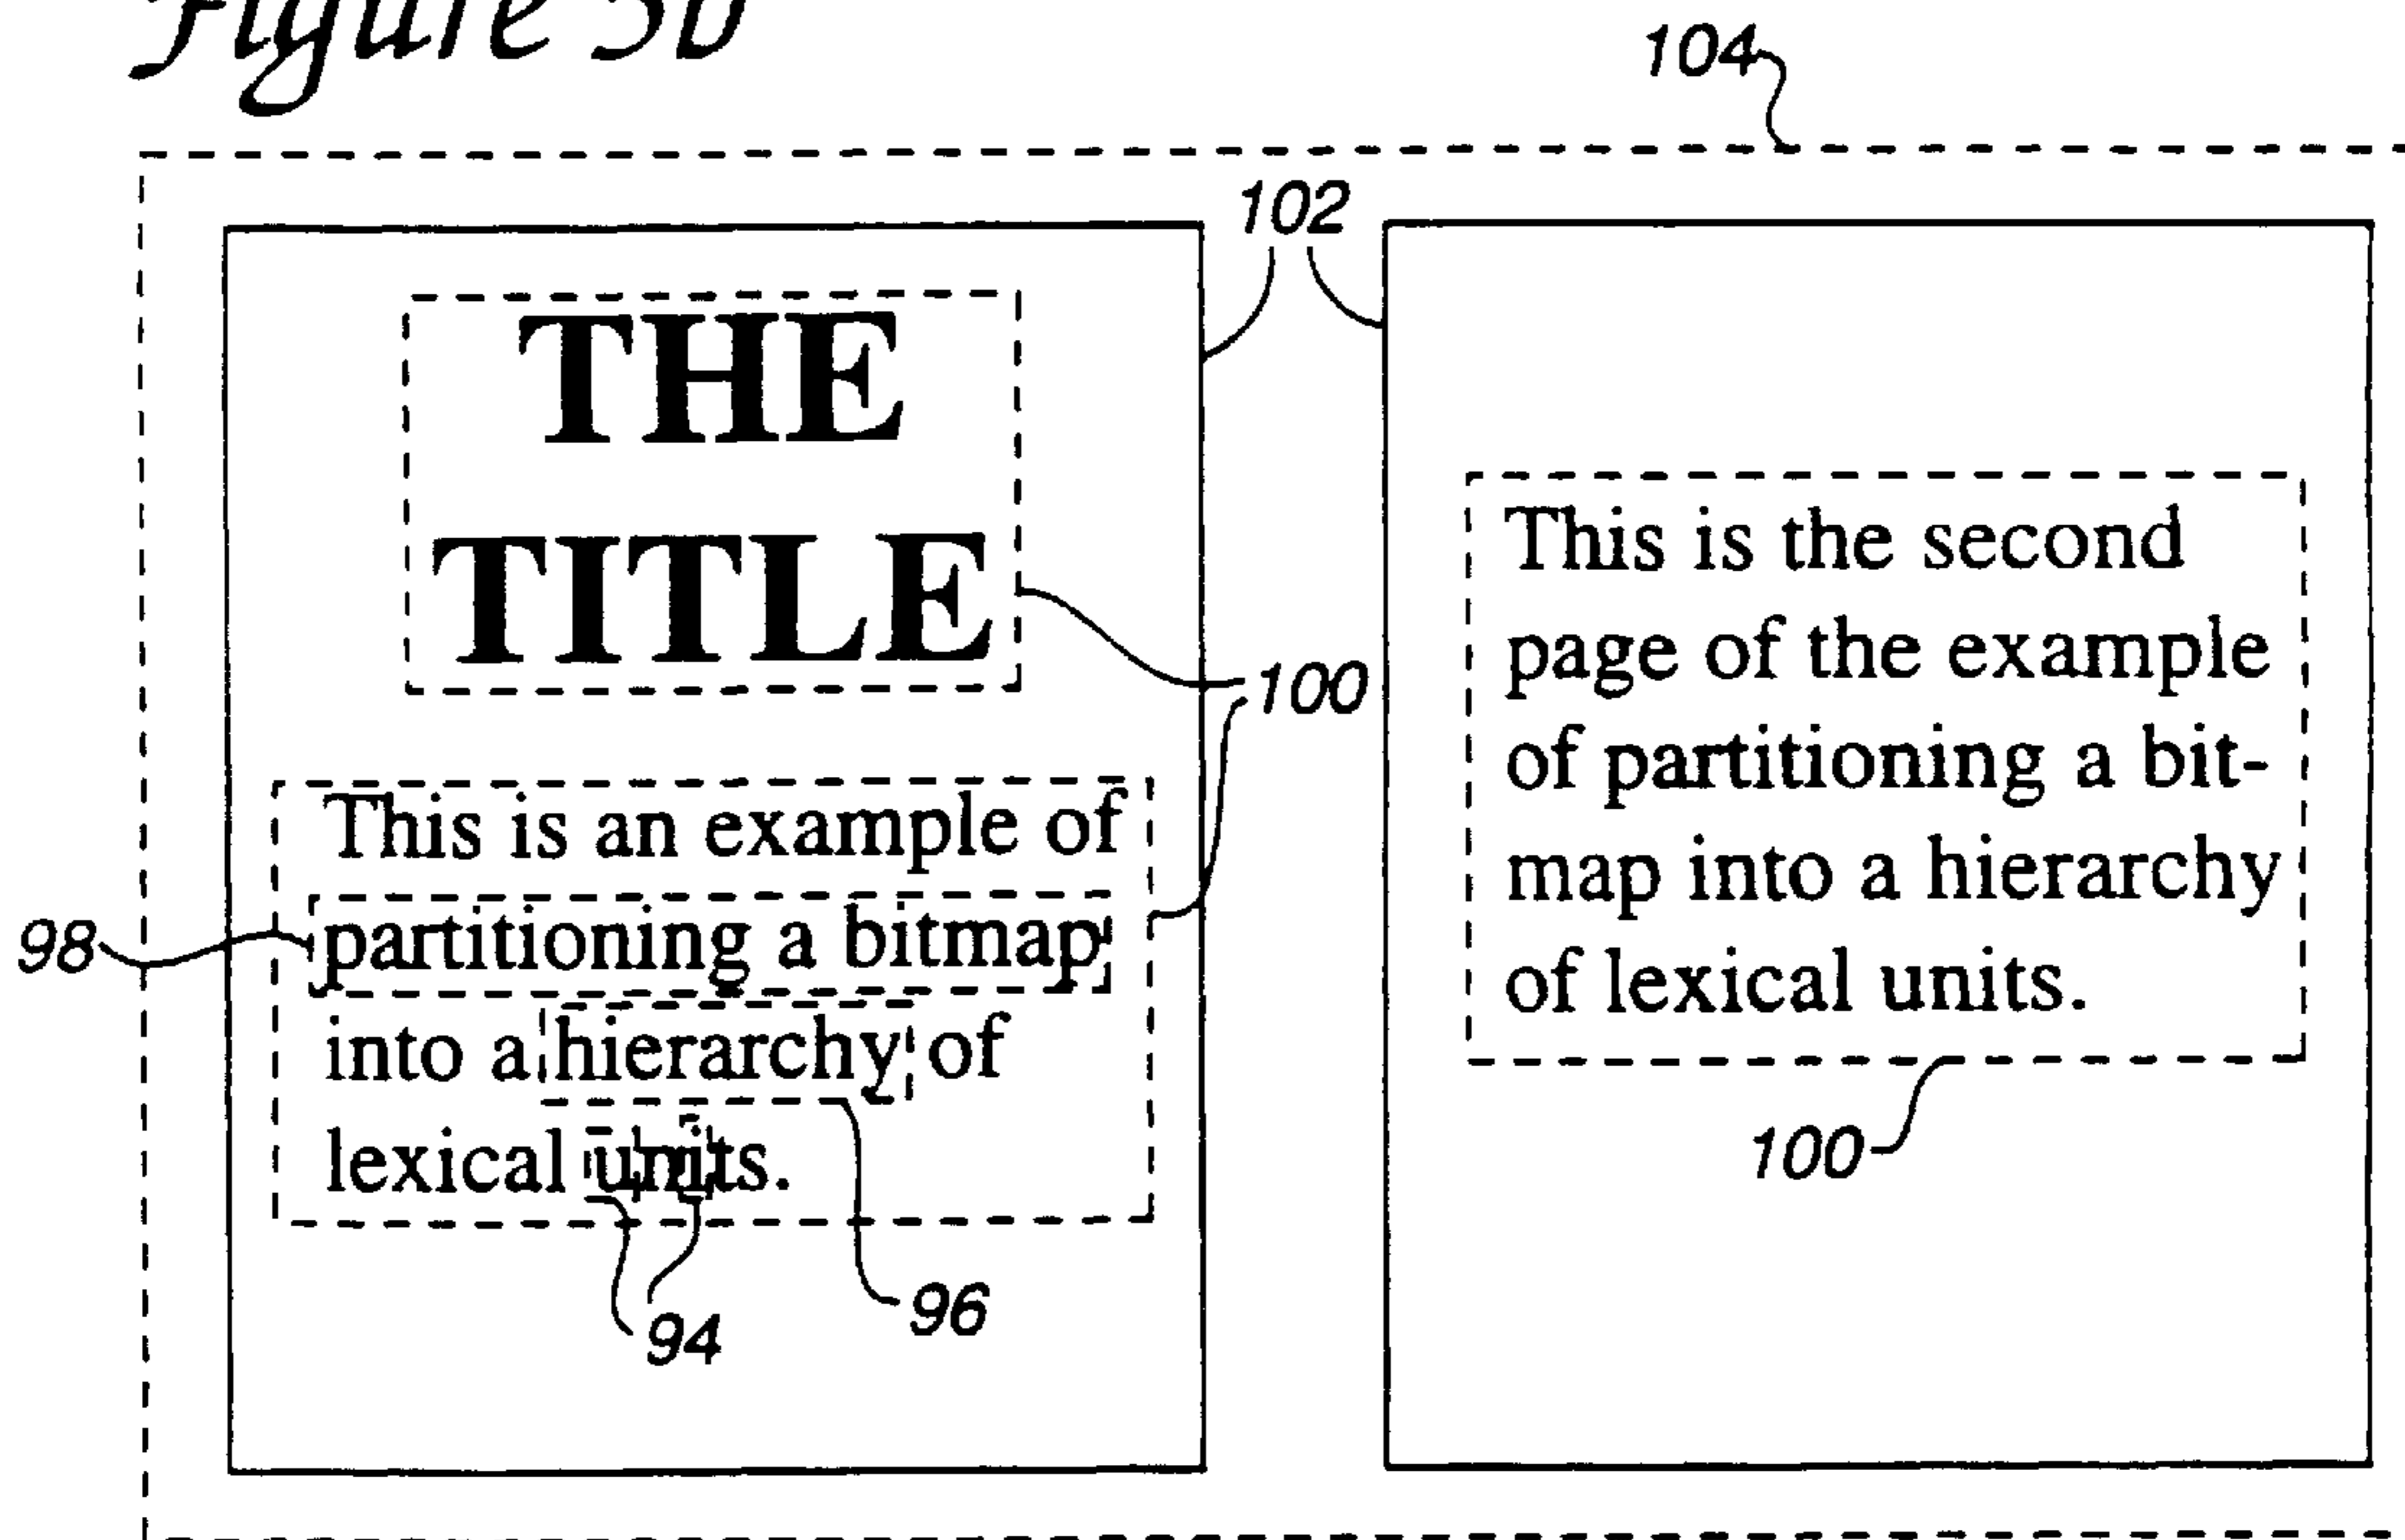 Figure 5b
104
102
THE
TITLE
100
This is an example of
partitioning a bitmap
into a hierarchy of
lexical units.
98
96
94
This is the second
page of the example
of partitioning a bit-
map into a hierarchy
of lexical units.
100